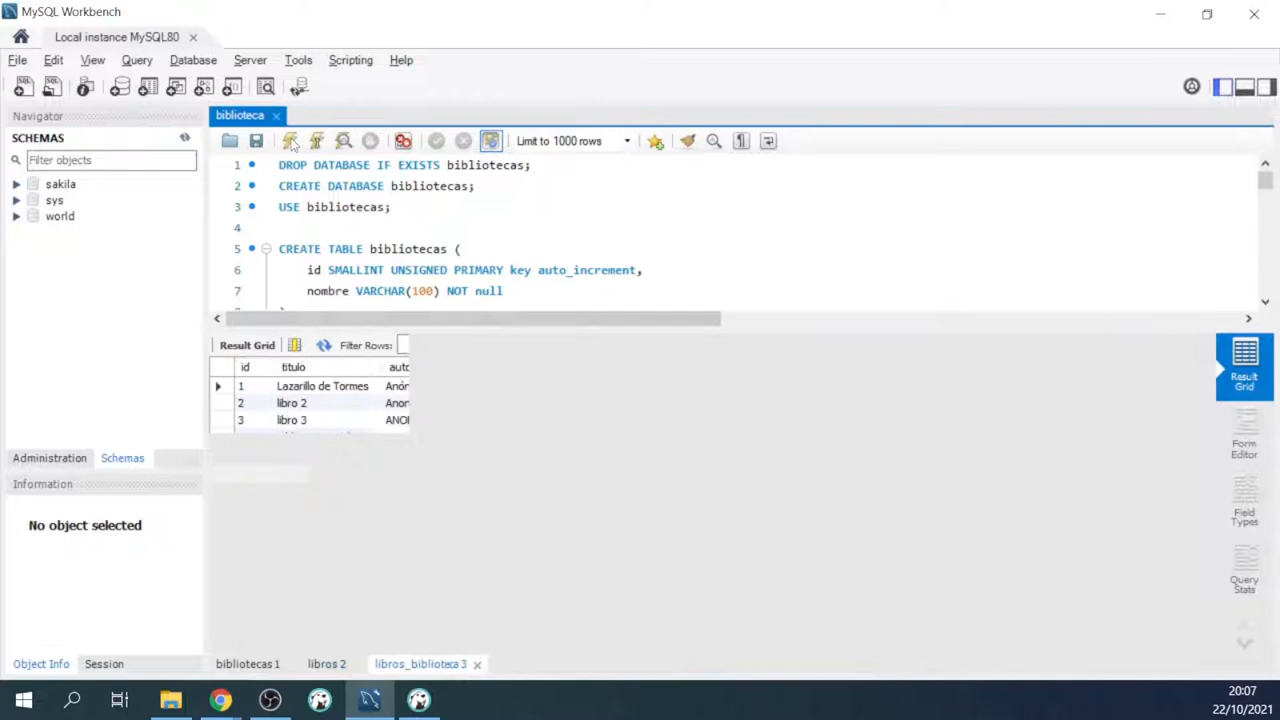 MySQL Workbench
Local instance MySQL80
File Edit View Query Database Server Tools Scripting Help
Navigator
SCHEMAS
Filter objects
sakila
sys
world
Administration Schemas
Information
No object selected
Object Info Session
biblioteca
Limit to 1000 rows
1 DROP DATABASE IF EXISTS bibliotecas;
2 CREATE DATABASE bibliotecas;
3 USE bibliotecas;
4
5 CREATE TABLE bibliotecas (
6 id SMALLINT UNSIGNED PRIMARY key auto_increment,
7 nombre VARCHAR(100) NOT null
Result Grid Filter Rows:
id titulo auto
1 Lazarillo de Tormes Anón
2 libro 2 Anon
3 libro 3 ANO
Result
Grid
Form
Editor
Field
Types
Query
Stats
bibliotecas 1 libros 2 libros_biblioteca 3
20:07
22/10/2021